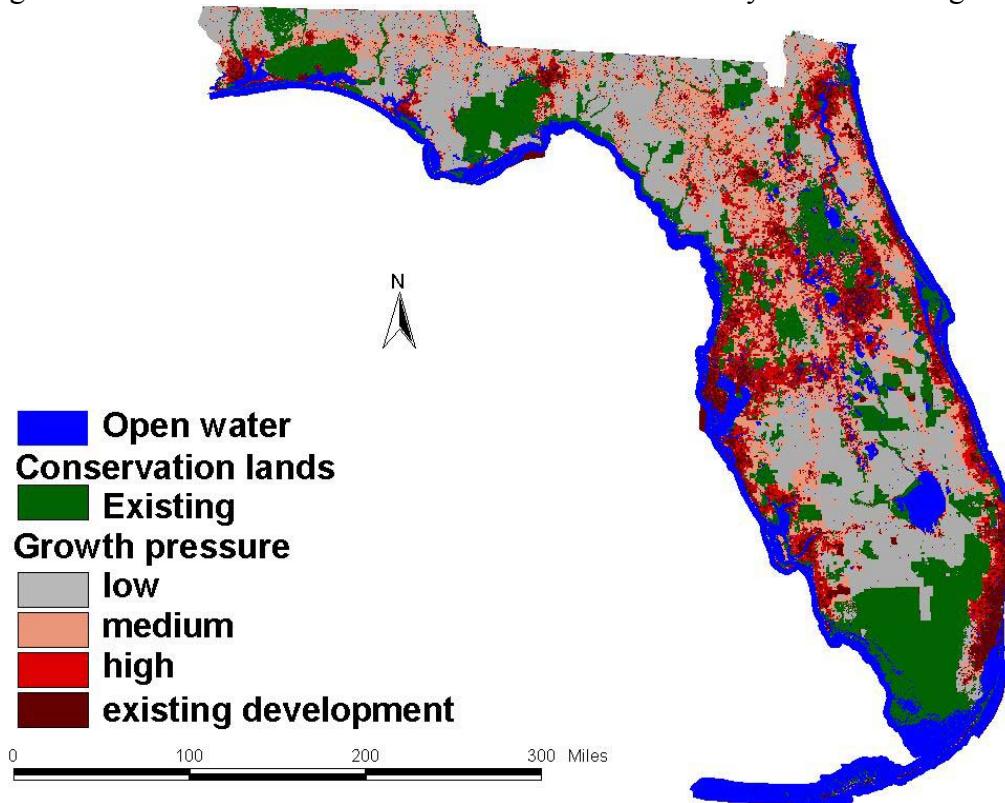 N
Open water
Conservation lands
Existing
Growth pressure
low
medium
high
existing development
0 100 200 300 Miles